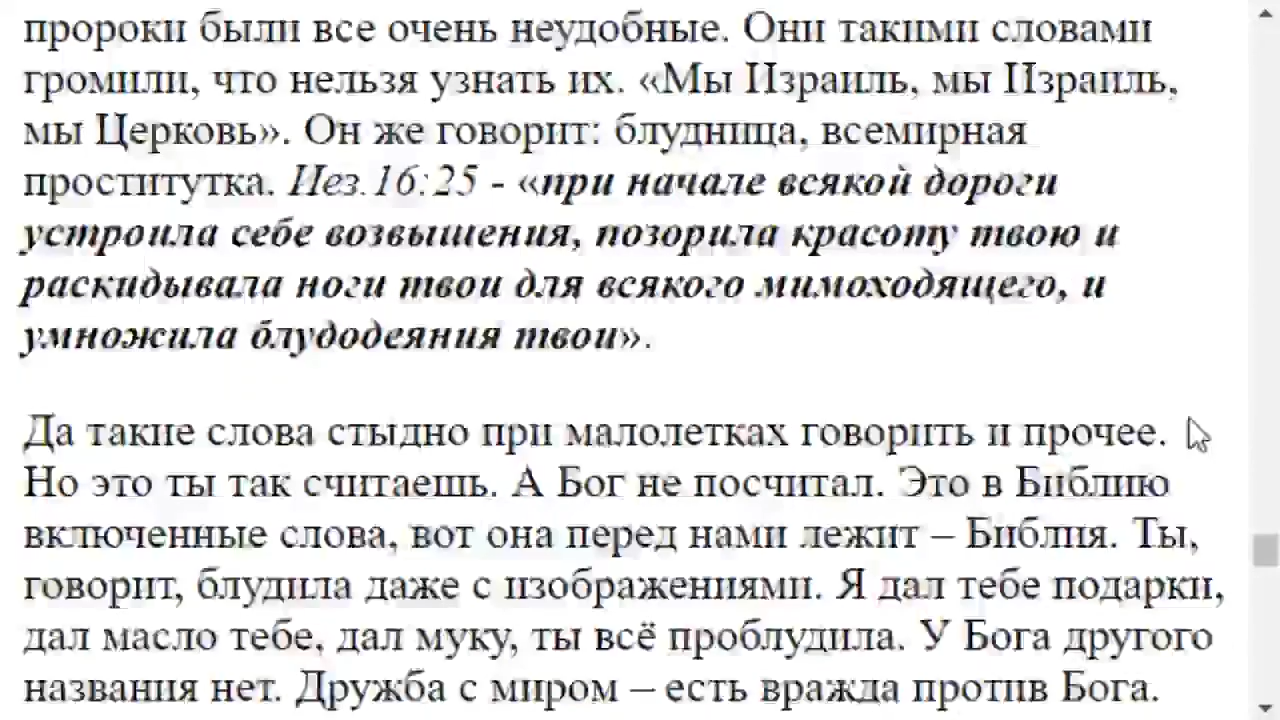 пророки были все очень неудобные. Они такими словами
громили, что нельзя узнать их. «Мы Израиль, мы Израиль,
мы Церковь». Он же говорит: блудница, всемирная
проститутка. Иез.16:25 - «при начале всякой дороги
устроила себе возвышения, позорила красоту твою и
раскидывала ноги твои для всякого мимоходящего, и
умножила блудодеяния твои».
Да такие слова стыдно при малолетках говорить и прочее.
Но это ты так считаешь. А Бог не посчитал. Это в Библию
включенные слова, вот она перед нами лежит – Библия. Ты,
говорит, блудила даже с изображениями. Я дал тебе подарки,
дал масло тебе, дал муку, ты всё проблудила. У Бога другого
названия нет. Дружба с миром – есть вражда против Бога.